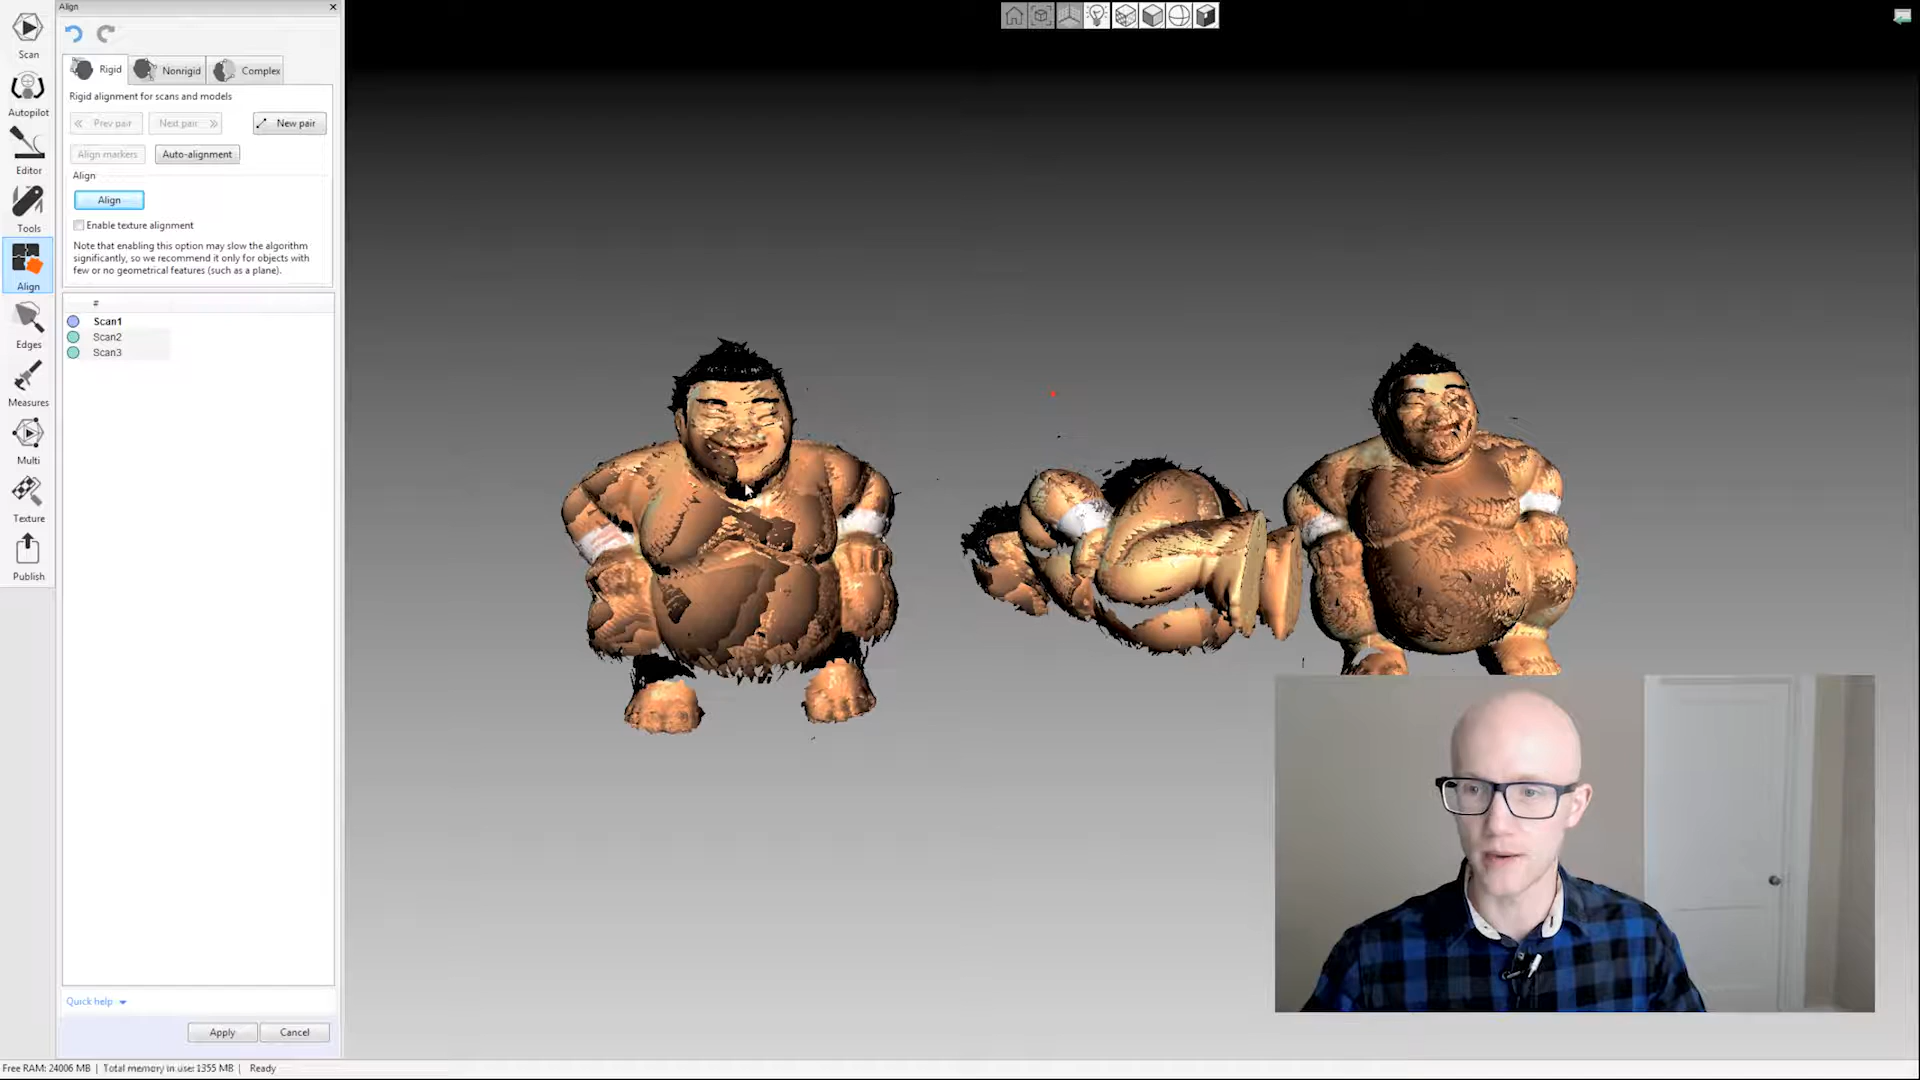 Align
Scan
Autopilot
Editor
Tools
Align
Edges
Measures
Multi
Texture
Publish
Rigid
Nonrigid
Complex
Rigid alignment for scans and models
Prev pair
Next pair
New pair
Align markers
Auto-alignment
Align
Align
Enable texture alignment
Note that enabling this option may slow the algorithm
significantly, so we recommend it only for objects with
few or no geometrical features (such as a plane).
#
Scan1
Scan2
Scan3
Quick help
Apply
Cancel
Free RAM: 24006 MB | Total memory in use: 1355 MB | Ready